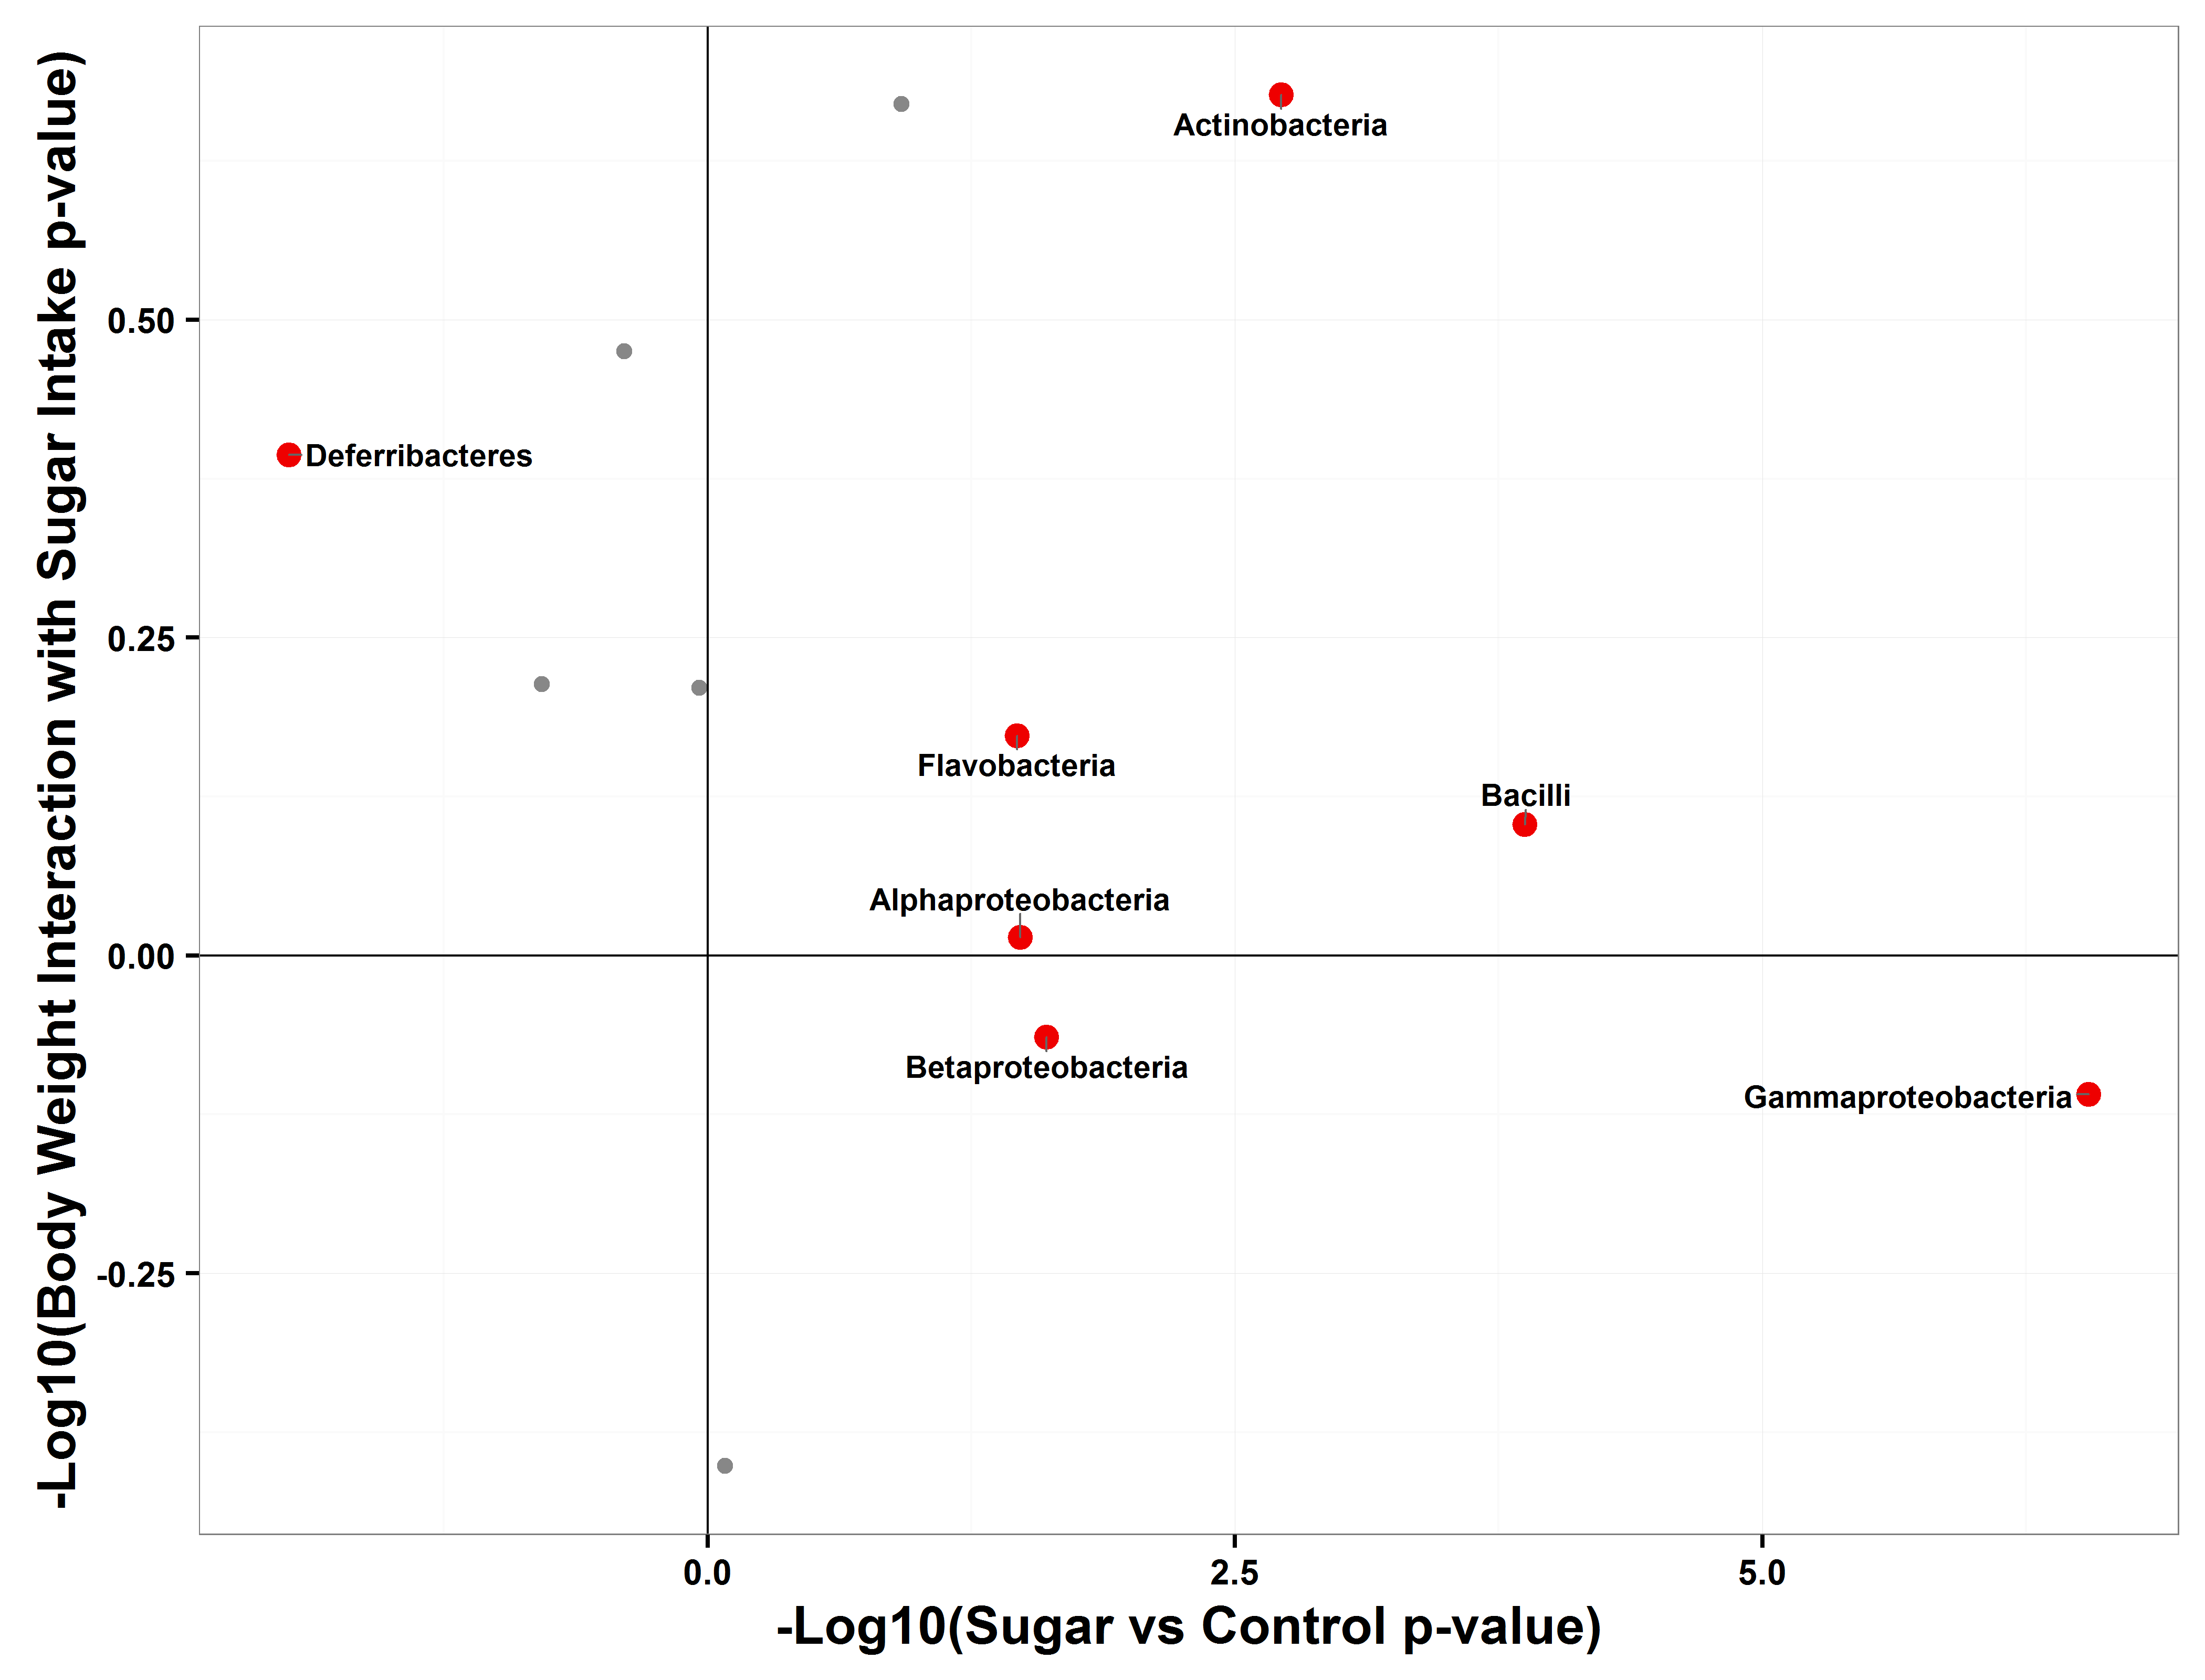 -Log10(Body Weight Interaction with Sugar Intake p-value)
Actinobacteria
0.50
Deferribacteres
0.25
Flavobacteria
Bacilli
Alphaproteobacteria
0.00
Betaproteobacteria
Gammaproteobacteria
-0.25
0.0 2.5 5.0
-Log10(Sugar vs Control p-value)